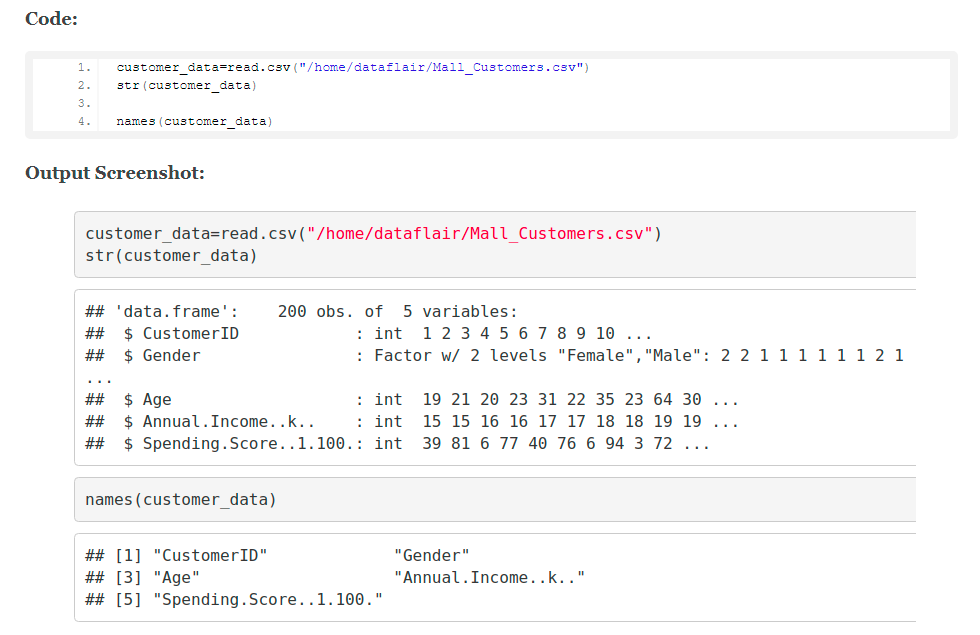 Code:
1. customer_data=read.csv("/home/dataflair/Mall_Customers.csv")
2. str(customer_data)
3.
4. names(customer_data)
Output Screenshot:
customer_data=read.csv("/home/dataflair/Mall_Customers.csv")
str(customer_data)
## 'data.frame':    200 obs. of  5 variables:
##  $ CustomerID            : int  1 2 3 4 5 6 7 8 9 10 ...
##  $ Gender                : Factor w/ 2 levels "Female","Male": 2 2 1 1 1 1 1 1 2 1
...
##  $ Age                   : int  19 21 20 23 31 22 35 23 64 30 ...
##  $ Annual.Income..k..    : int  15 15 16 16 17 17 18 18 19 19 ...
##  $ Spending.Score..1.100.: int  39 81 6 77 40 76 6 94 3 72 ...
names(customer_data)
## [1] "CustomerID"             "Gender"
## [3] "Age"                    "Annual.Income..k.."
## [5] "Spending.Score..1.100."